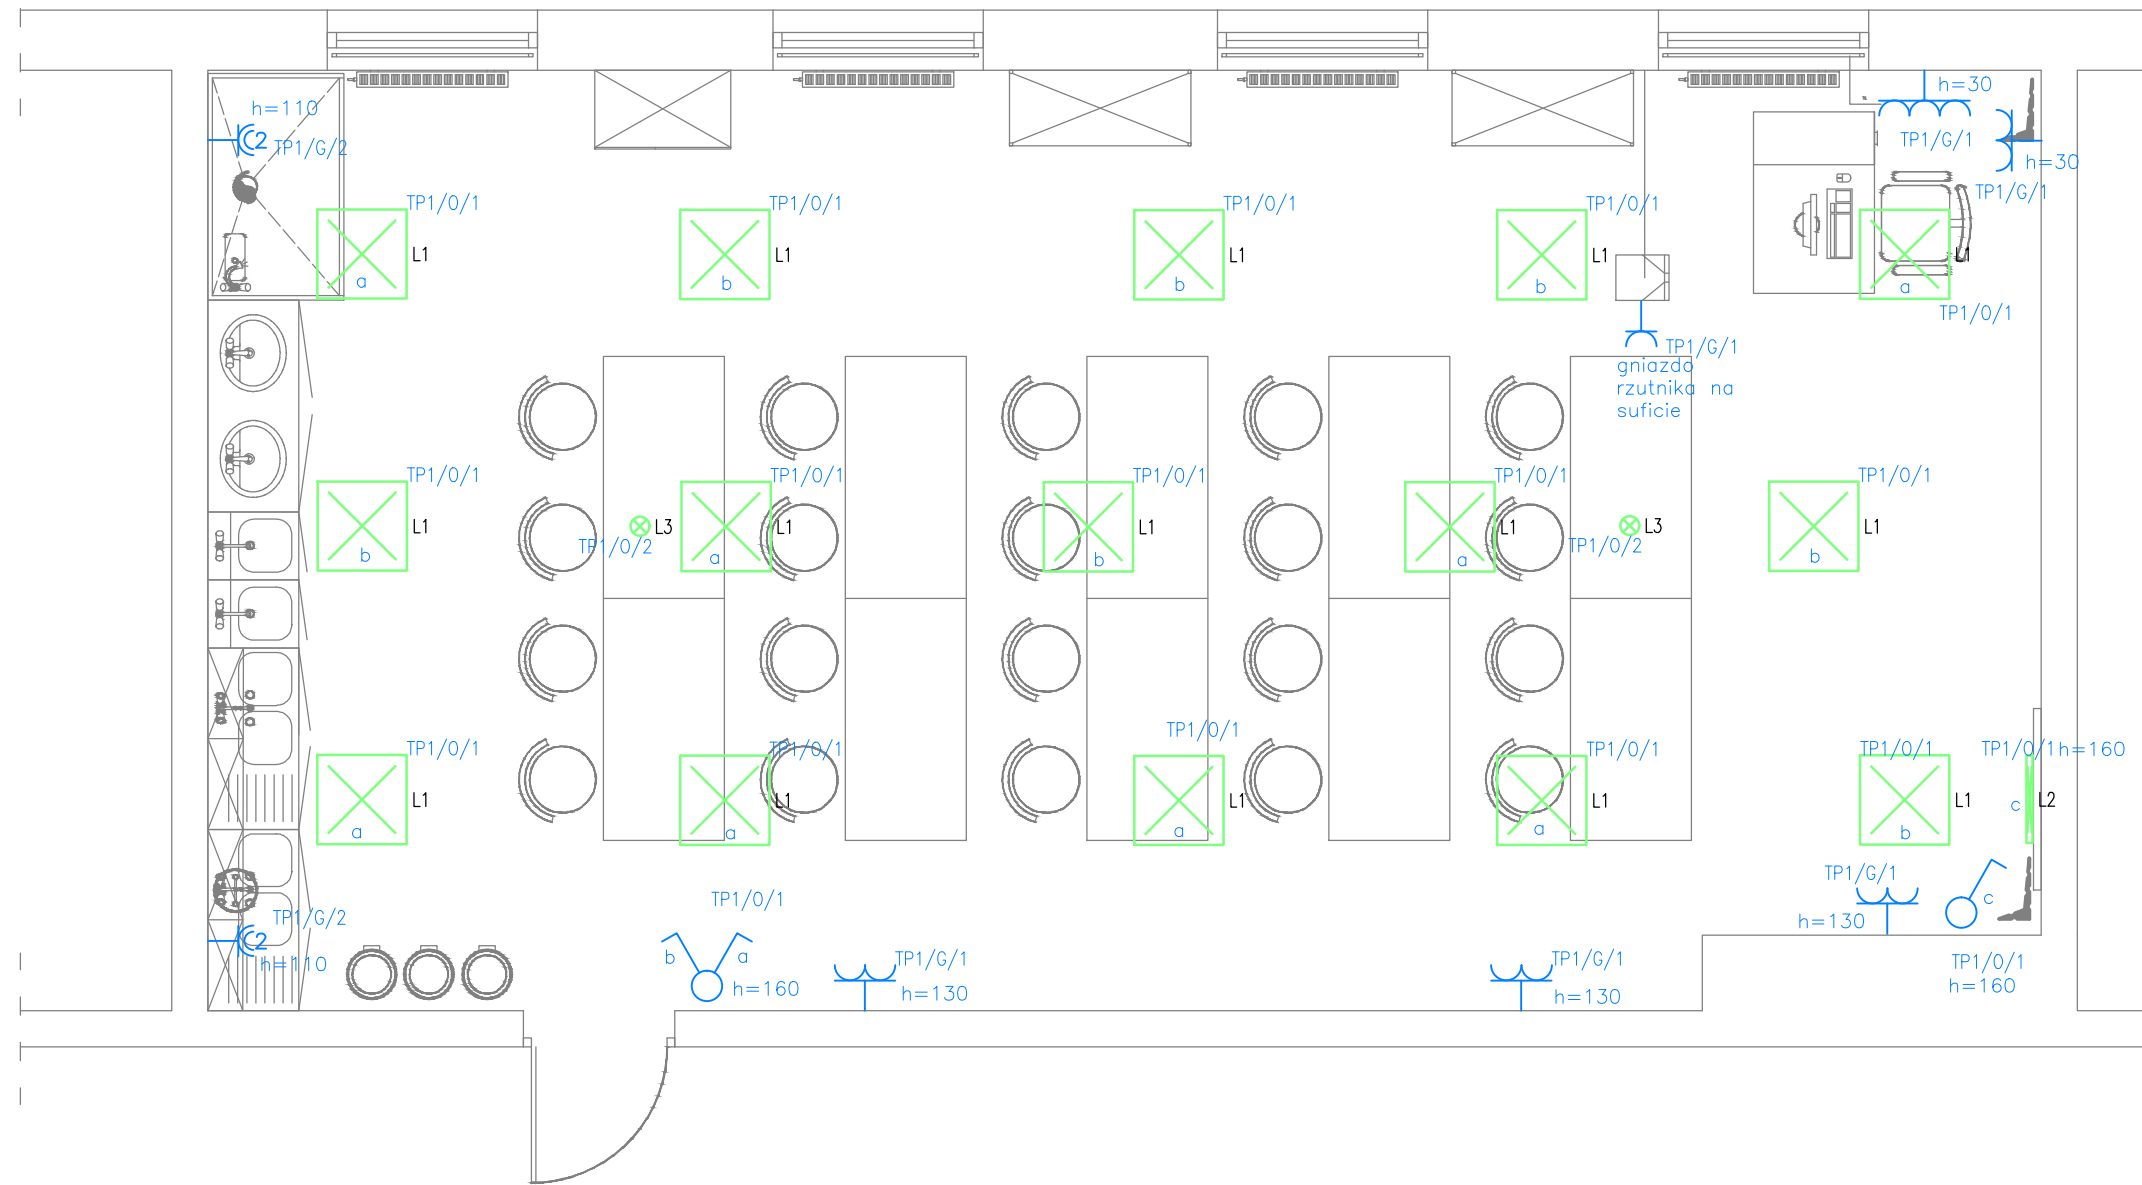 h=110
2
TP1/G/2
h=30
TP1/G/1
h=30
TP1/G/1
TP1/0/1
L1
a
TP1/0/1
L1
b
TP1/0/1
L1
b
TP1/0/1
L1
b
L1
a
TP1/0/1
TP1/G/1
gniazdo
rzutnika na
suficie
TP1/0/1
L1
b
L3
TP1/0/2
TP1/0/1
L1
a
TP1/0/1
L1
b
TP1/0/1
L1
a
L3
TP1/0/2
TP1/0/1
L1
b
TP1/0/1
L1
a
TP1/0/1
L1
a
TP1/0/1
L1
a
TP1/0/1
L1
a
TP1/0/1
L1
b
TP1/0/1 h=160
c
L2
TP1/G/2
2
h=110
TP1/0/1
b
a
h=160
TP1/G/1
h=130
TP1/G/1
h=130
TP1/G/1
h=130
c
TP1/0/1
h=160